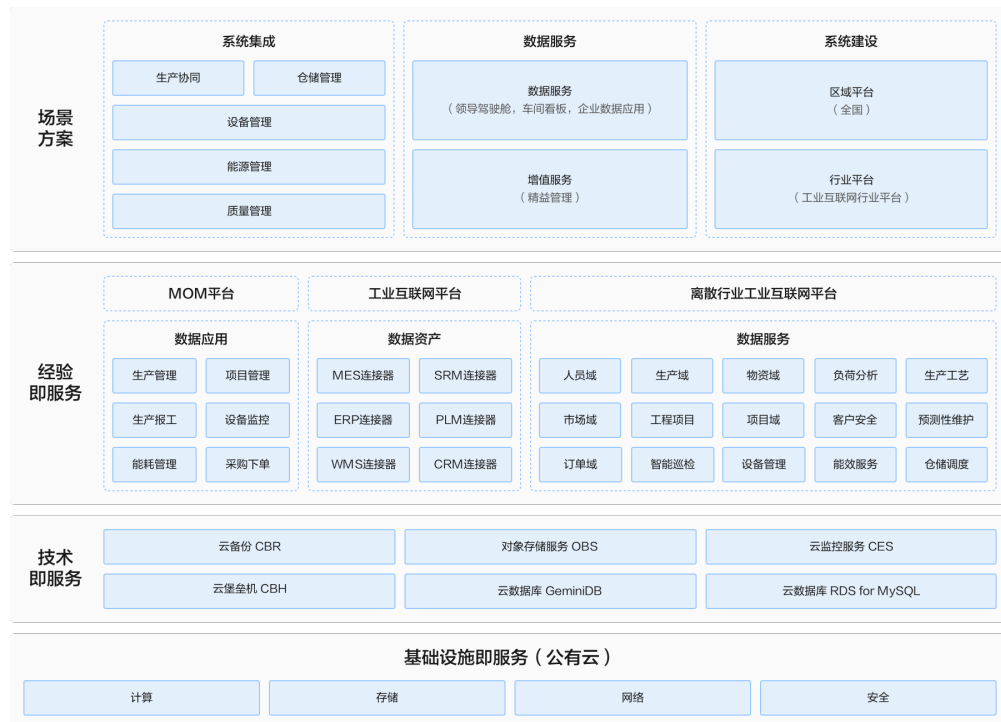 场景
方案
系统集成
生产协同
仓储管理
设备管理
能源管理
质量管理
数据服务
数据服务
（领导驾驶舱，车间看板，企业数据应用）
增值服务
（精益管理）
系统建设
区域平台
（全国）
行业平台
（工业互联网行业平台）
经验
即服务
MOM平台
工业互联网平台
离散行业工业互联网平台
数据应用
生产管理
项目管理
生产报工
设备监控
能耗管理
采购下单
数据资产
MES连接器
SRM连接器
ERP连接器
PLM连接器
WMS连接器
CRM连接器
数据服务
人员域
生产域
物资域
负荷分析
生产工艺
市场域
工程项目
项目域
客户安全
预测性维护
订单域
智能巡检
设备管理
能效服务
仓储调度
技术
即服务
云备份 CBR
对象存储服务 OBS
云监控服务 CES
云堡垒机 CBH
云数据库 GeminiDB
云数据库 RDS for MySQL
基础设施即服务（公有云）
计算
存储
网络
安全